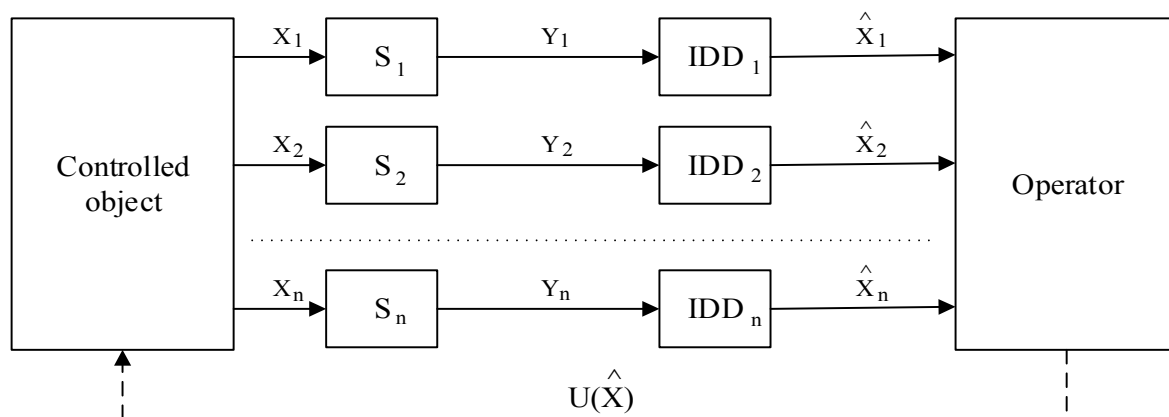 X₁ S₁ Y₁ IDD₁ X̂₁
X₂ S₂ Y₂ IDD₂ X̂₂
Controlled
object
Operator
Xₙ Sₙ Yₙ IDDₙ X̂ₙ
U(X̂)